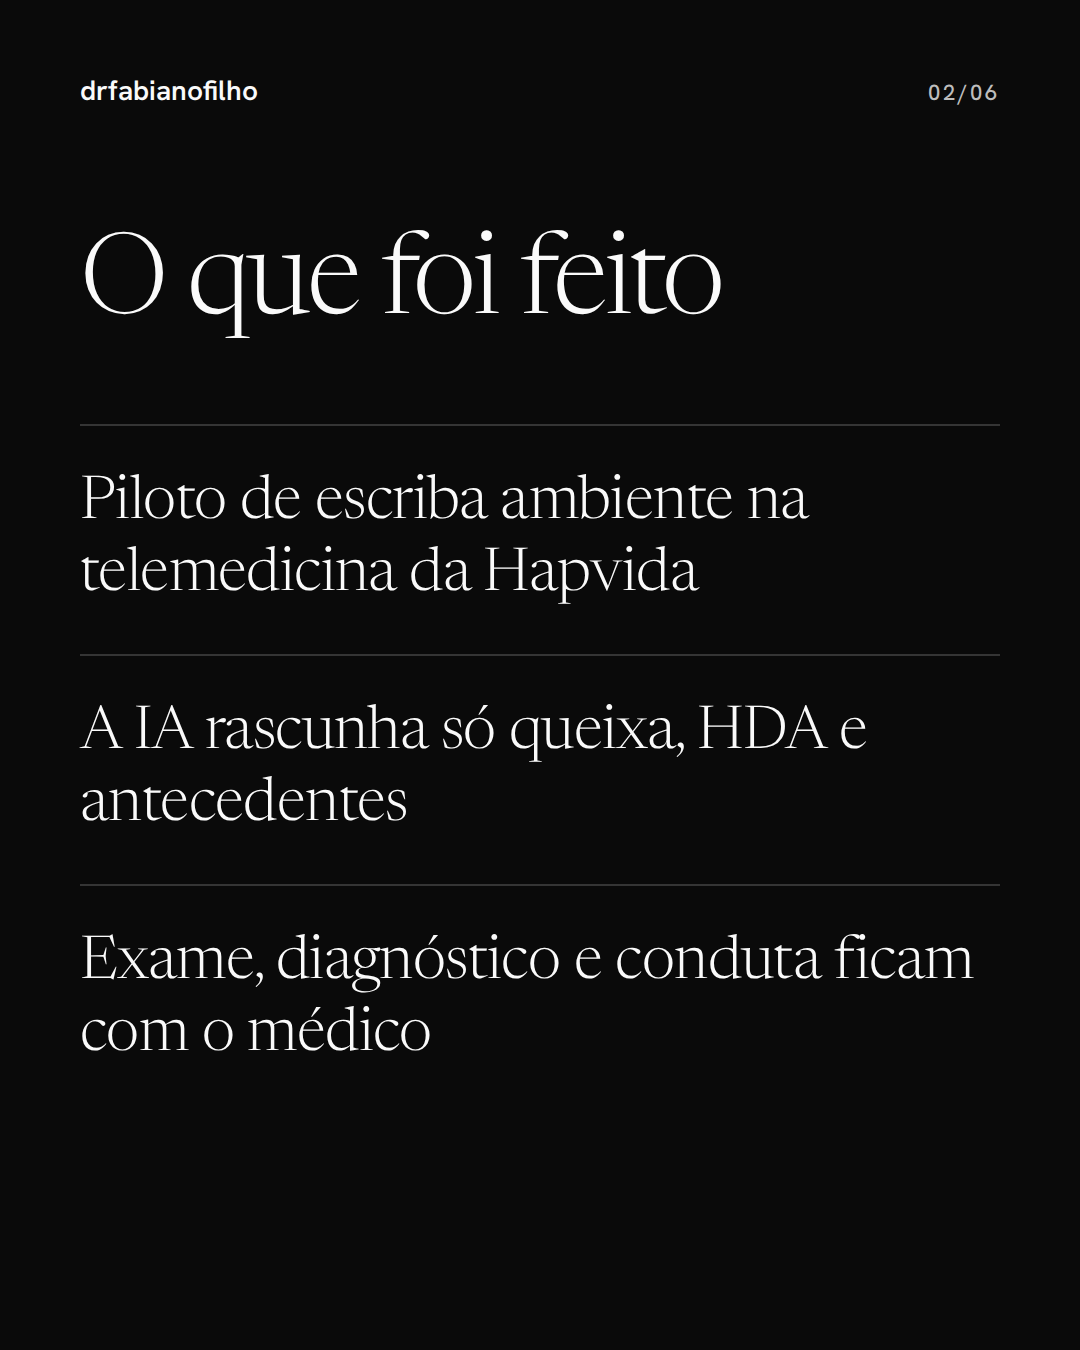 drfabianofilho
02/06
O que foi feito
Piloto de escriba ambiente na
telemedicina da Hapvida
A IA rascunha só queixa, HDA e
antecedentes
Exame, diagnóstico e conduta ficam
com o médico